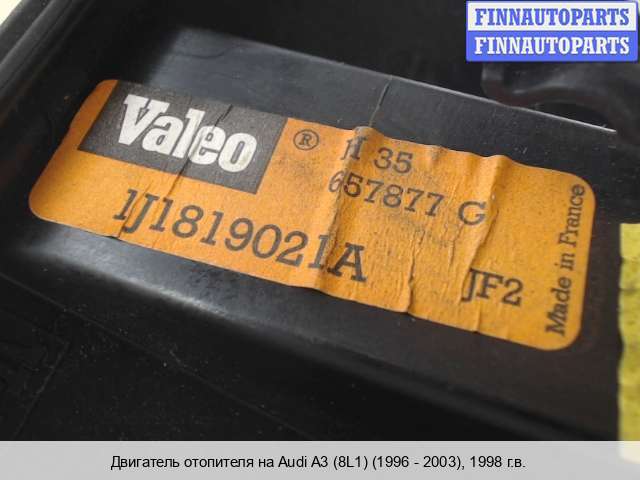 FINNAUTOPARTS
FINNAUTOPARTS
Valeo ®
H 35
657877 G
1J1819021A
JF2
Made in France
Двигатель отопителя на Audi A3 (8L1) (1996 - 2003), 1998 г.в.